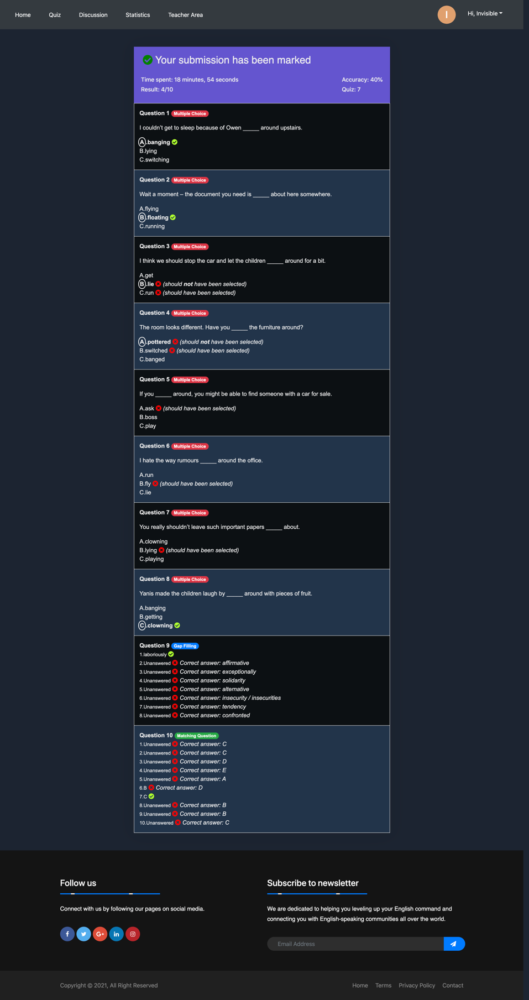 Home Quiz Discussion Statistics Teacher Area I Hi, Invisible
Your submission has been marked
Time spent: 18 minutes, 54 seconds Accuracy: 40%
Result: 4/10 Quiz: 7
Question 1 Multiple Choice
I couldn't get to sleep because of Owen _____ around upstairs.
A.banging
B.lying
C.switching
Question 2 Multiple Choice
Wait a moment – the document you need is _____ about here somewhere.
A.flying
B.floating
C.running
Question 3 Multiple Choice
I think we should stop the car and let the children _____ around for a bit.
A.get
B.lie (should not have been selected)
C.run (should have been selected)
Question 4 Multiple Choice
The room looks different. Have you _____ the furniture around?
A.pottered (should not have been selected)
B.switched (should have been selected)
C.banged
Question 5 Multiple Choice
If you _____ around, you might be able to find someone with a car for sale.
A.ask (should have been selected)
B.boss
C.play
Question 6 Multiple Choice
I hate the way rumours _____ around the office.
A.run
B.fly (should have been selected)
C.lie
Question 7 Multiple Choice
You really shouldn't leave such important papers _____ about.
A.clowning
B.lying (should have been selected)
C.playing
Question 8 Multiple Choice
Yanis made the children laugh by _____ around with pieces of fruit.
A.banging
B.getting
C.clowning
Question 9 Gap Filling
1.laboriously
2.Unanswered Correct answer: affirmative
3.Unanswered Correct answer: exceptionally
4.Unanswered Correct answer: solidarity
5.Unanswered Correct answer: alternative
6.Unanswered Correct answer: insecurity / insecurities
7.Unanswered Correct answer: tendency
8.Unanswered Correct answer: confronted
Question 10 Matching Question
1.Unanswered Correct answer: C
2.Unanswered Correct answer: C
3.Unanswered Correct answer: D
4.Unanswered Correct answer: E
5.Unanswered Correct answer: A
6.B Correct answer: D
7.C
8.Unanswered Correct answer: B
9.Unanswered Correct answer: B
10.Unanswered Correct answer: C
Follow us
Connect with us by following our pages on social media.
f G+ in
Subscribe to newsletter
We are dedicated to helping you leveling up your English command and
connecting you with English-speaking communities all over the world.
Email Address
Copyright © 2021, All Right Reserved Home Terms Privacy Policy Contact